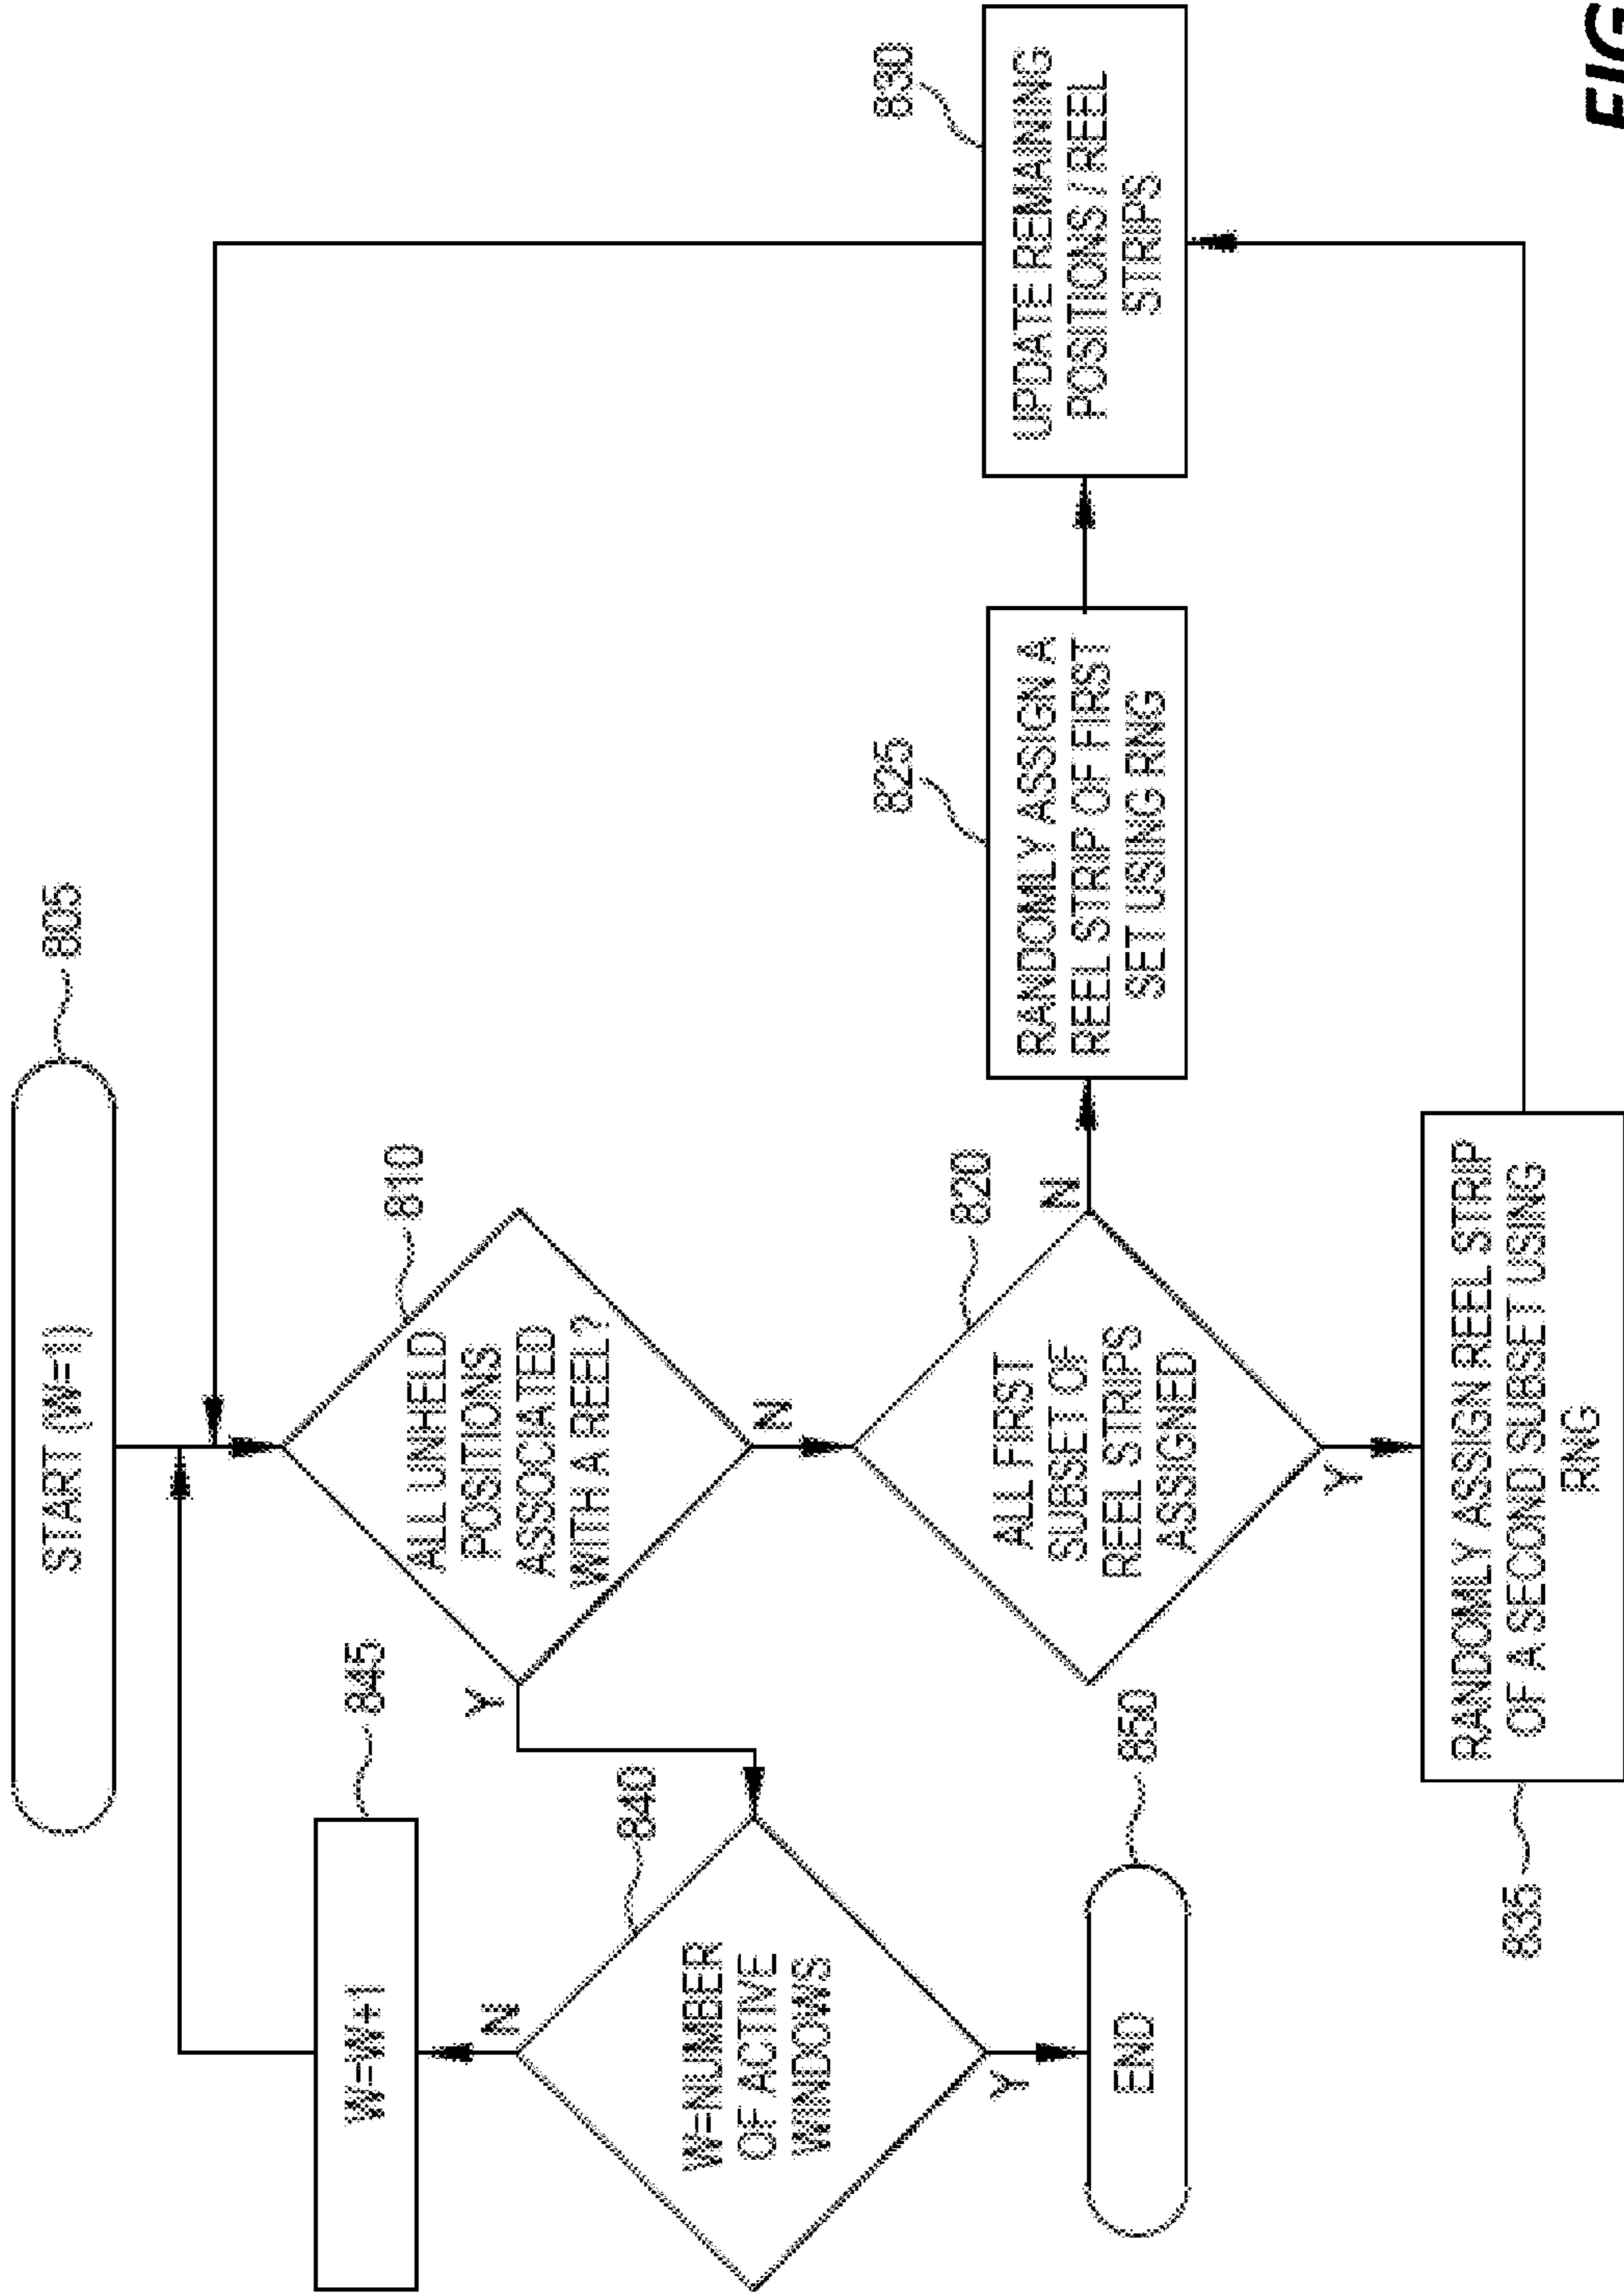 START (W=1)
805
W=W+1
845
ALL UNHELD
POSITIONS
ASSOCIATED
WITH A REEL?
810
Y
N
W=NUMBER
OF ACTIVE
WINDOWS
840
N
Y
END
850
ALL FIRST
SUBSET OF
REEL STRIPS
ASSIGNED
820
N
Y
RANDOMLY ASSIGN A
REEL STRIP OF FIRST
SET USING RNG
825
UPDATE REMAINING
POSITIONS / REEL
STRIPS
830
RANDOMLY ASSIGN REEL STRIP
OF A SECOND SUBSET USING
RNG
835
FIG